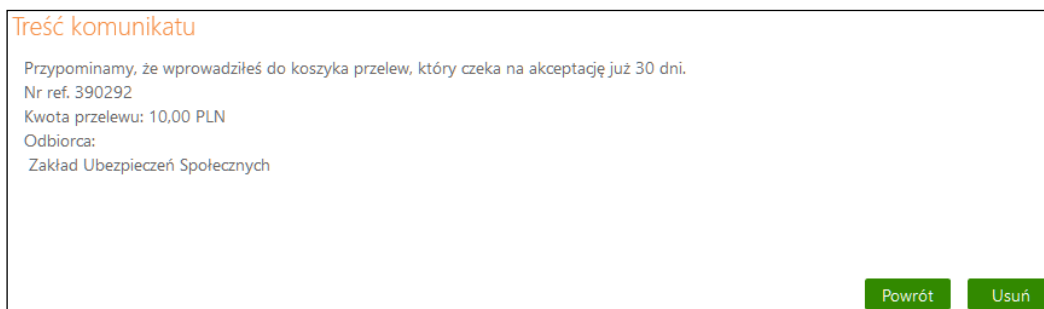 Treść komunikatu
Przypominamy, że wprowadziłeś do koszyka przelew, który czeka na akceptację już 30 dni.
Nr ref. 390292
Kwota przelewu: 10,00 PLN
Odbiorca:
Zakład Ubezpieczeń Społecznych
Powrót Usuń